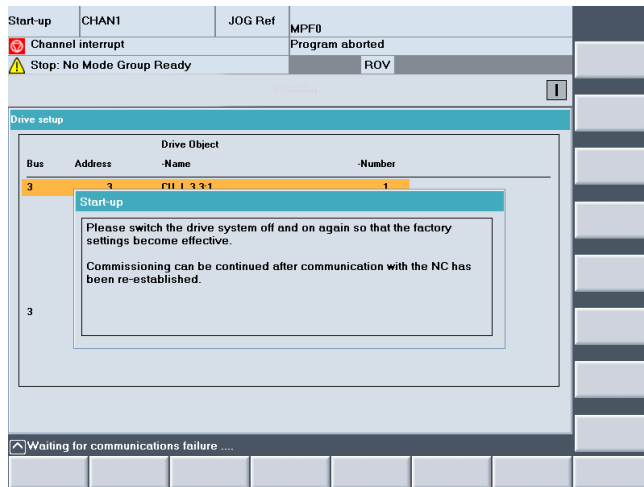 Start-up CHAN1 JOG Ref MPF0
Channel interrupt Program aborted
Stop: No Mode Group Ready ROV
I
Drive setup
Drive Object
Bus Address -Name -Number
3 3 CU_I_3.3:1 1
Start-up
Please switch the drive system off and on again so that the factory
settings become effective.
Commissioning can be continued after communication with the NC has
been re-established.
3
Waiting for communications failure ....